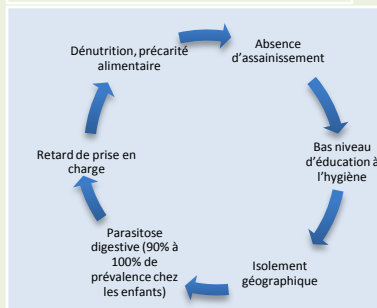 Absence
d'assainissement
Bas niveau
d'éducation à
l'hygiène
Isolement
géographique
Parasitose
digestive (90% à
100% de
prévalence chez
les enfants)
Retard de prise en
charge
Dénutrition, précarité
alimentaire